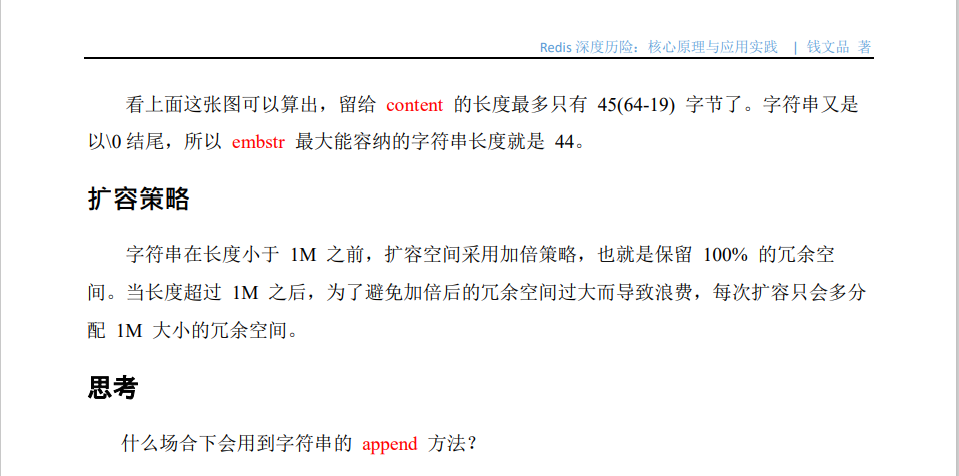 Redis 深度历险：核心原理与应用实践 | 钱文品 著
看上面这张图可以算出，留给 content 的长度最多只有 45(64-19) 字节了。字符串又是
以\0 结尾，所以 embstr 最大能容纳的字符串长度就是 44。
扩容策略
字符串在长度小于 1M 之前，扩容空间采用加倍策略，也就是保留 100% 的冗余空
间。当长度超过 1M 之后，为了避免加倍后的冗余空间过大而导致浪费，每次扩容只会多分
配 1M 大小的冗余空间。
思考
什么场合下会用到字符串的 append 方法？